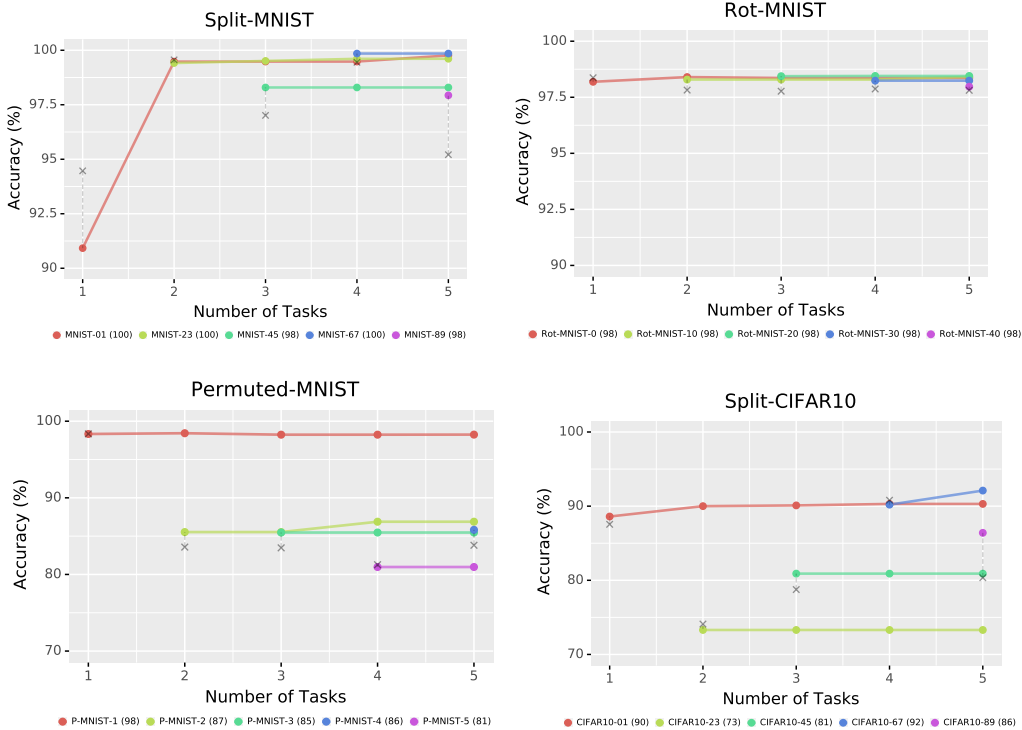 Split-MNIST
100
97.5
95
92.5
90
Accuracy (%)
1 2 3 4 5
Number of Tasks
MNIST-01 (100) MNIST-23 (100) MNIST-45 (98) MNIST-67 (100) MNIST-89 (98)
Rot-MNIST
100
97.5
95
92.5
90
Accuracy (%)
1 2 3 4 5
Number of Tasks
Rot-MNIST-0 (98) Rot-MNIST-10 (98) Rot-MNIST-20 (98) Rot-MNIST-30 (98) Rot-MNIST-40 (98)
Permuted-MNIST
100
90
80
70
Accuracy (%)
1 2 3 4 5
Number of Tasks
P-MNIST-1 (98) P-MNIST-2 (87) P-MNIST-3 (85) P-MNIST-4 (86) P-MNIST-5 (81)
Split-CIFAR10
100
90
80
70
Accuracy (%)
1 2 3 4 5
Number of Tasks
CIFAR10-01 (90) CIFAR10-23 (73) CIFAR10-45 (81) CIFAR10-67 (92) CIFAR10-89 (86)